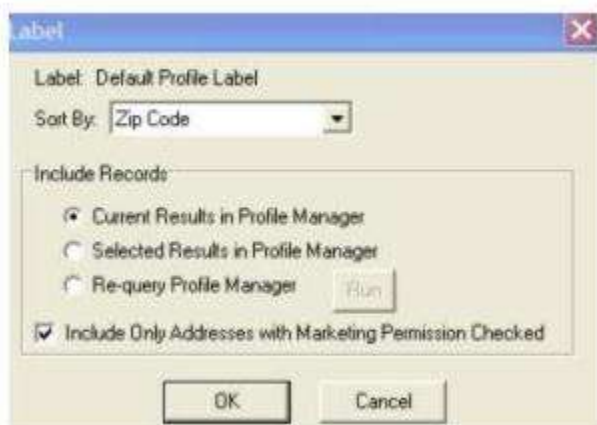 Label
Label: Default Profile Label
Sort By: Zip Code
Include Records
Current Results in Profile Manager
Selected Results in Profile Manager
Re-query Profile Manager Run
Include Only Addresses with Marketing Permission Checked
OK Cancel